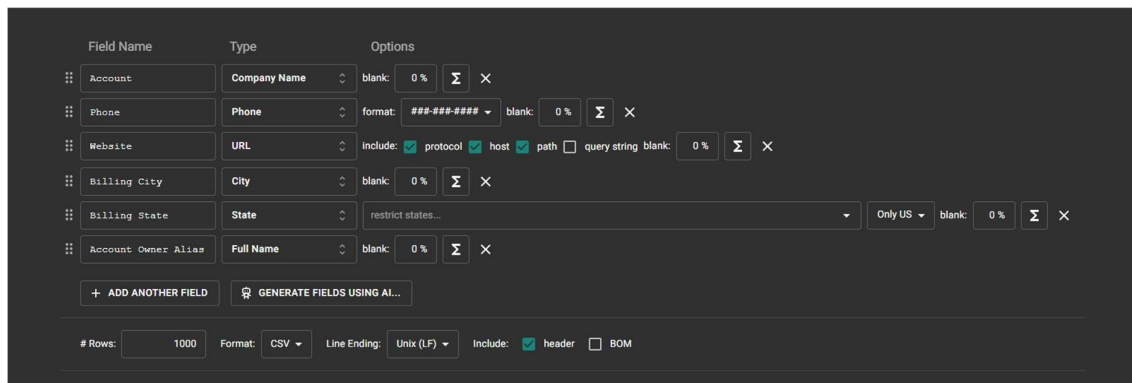 Field Name Type Options
Account Company Name blank: 0 % Σ ×
Phone Phone format: ###-###-#### blank: 0 % Σ ×
Website URL include: protocol host path query string blank: 0 % Σ ×
Billing City City blank: 0 % Σ ×
Billing State State restrict states... Only US blank: 0 % Σ ×
Account Owner Alias Full Name blank: 0 % Σ ×
+ ADD ANOTHER FIELD GENERATE FIELDS USING AI...
# Rows: 1000 Format: CSV Line Ending: Unix (LF) Include: header BOM